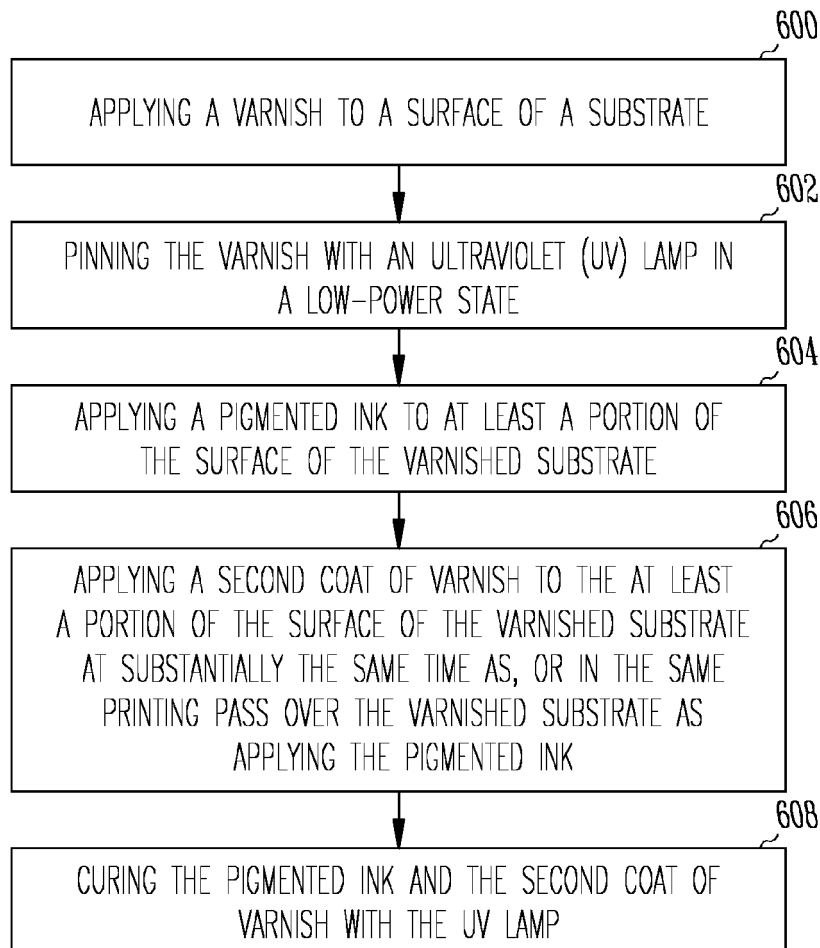 600
APPLYING A VARNISH TO A SURFACE OF A SUBSTRATE
602
PINNING THE VARNISH WITH AN ULTRAVIOLET (UV) LAMP IN
A LOW-POWER STATE
604
APPLYING A PIGMENTED INK TO AT LEAST A PORTION OF
THE SURFACE OF THE VARNISHED SUBSTRATE
606
APPLYING A SECOND COAT OF VARNISH TO THE AT LEAST
A PORTION OF THE SURFACE OF THE VARNISHED SUBSTRATE
AT SUBSTANTIALLY THE SAME TIME AS, OR IN THE SAME
PRINTING PASS OVER THE VARNISHED SUBSTRATE AS
APPLYING THE PIGMENTED INK
608
CURING THE PIGMENTED INK AND THE SECOND COAT OF
VARNISH WITH THE UV LAMP